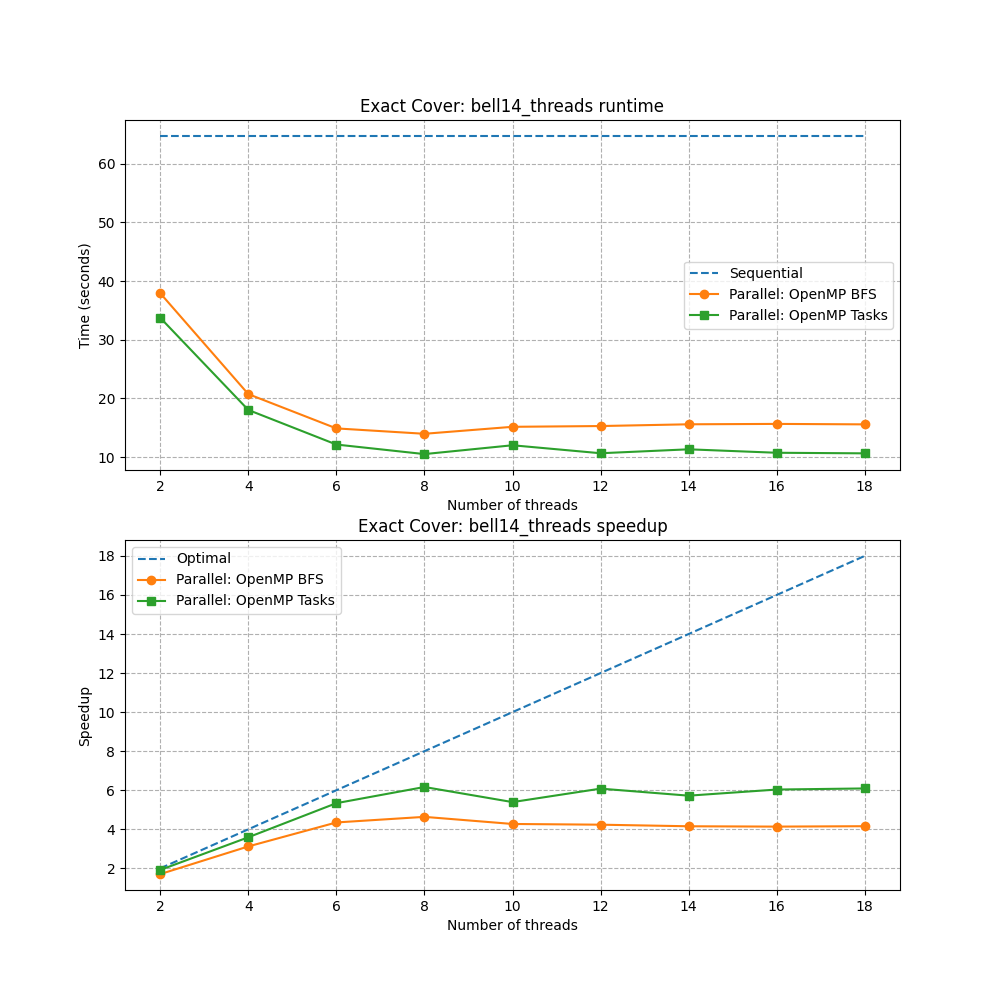 Exact Cover: bell14_threads runtime
Time (seconds)
60
50
40
30
20
10
Sequential
Parallel: OpenMP BFS
Parallel: OpenMP Tasks
2 4 6 8 10 12 14 16 18
Number of threads
Exact Cover: bell14_threads speedup
Speedup
18
16
14
12
10
8
6
4
2
Optimal
Parallel: OpenMP BFS
Parallel: OpenMP Tasks
2 4 6 8 10 12 14 16 18
Number of threads